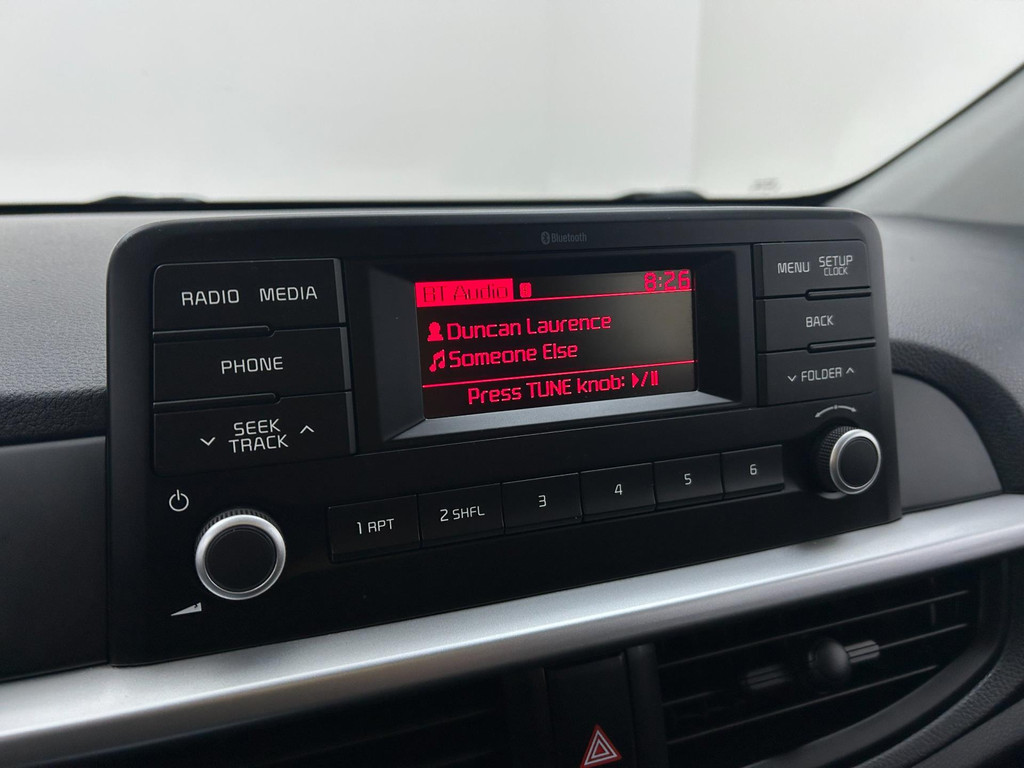 Bluetooth
RADIO MEDIA
PHONE
SEEK
TRACK
BT Audio 8:26
Duncan Laurence
Someone Else
Press TUNE knob: /
MENU SETUP
CLOCK
BACK
FOLDER
1 RPT 2 SHFL 3 4 5 6